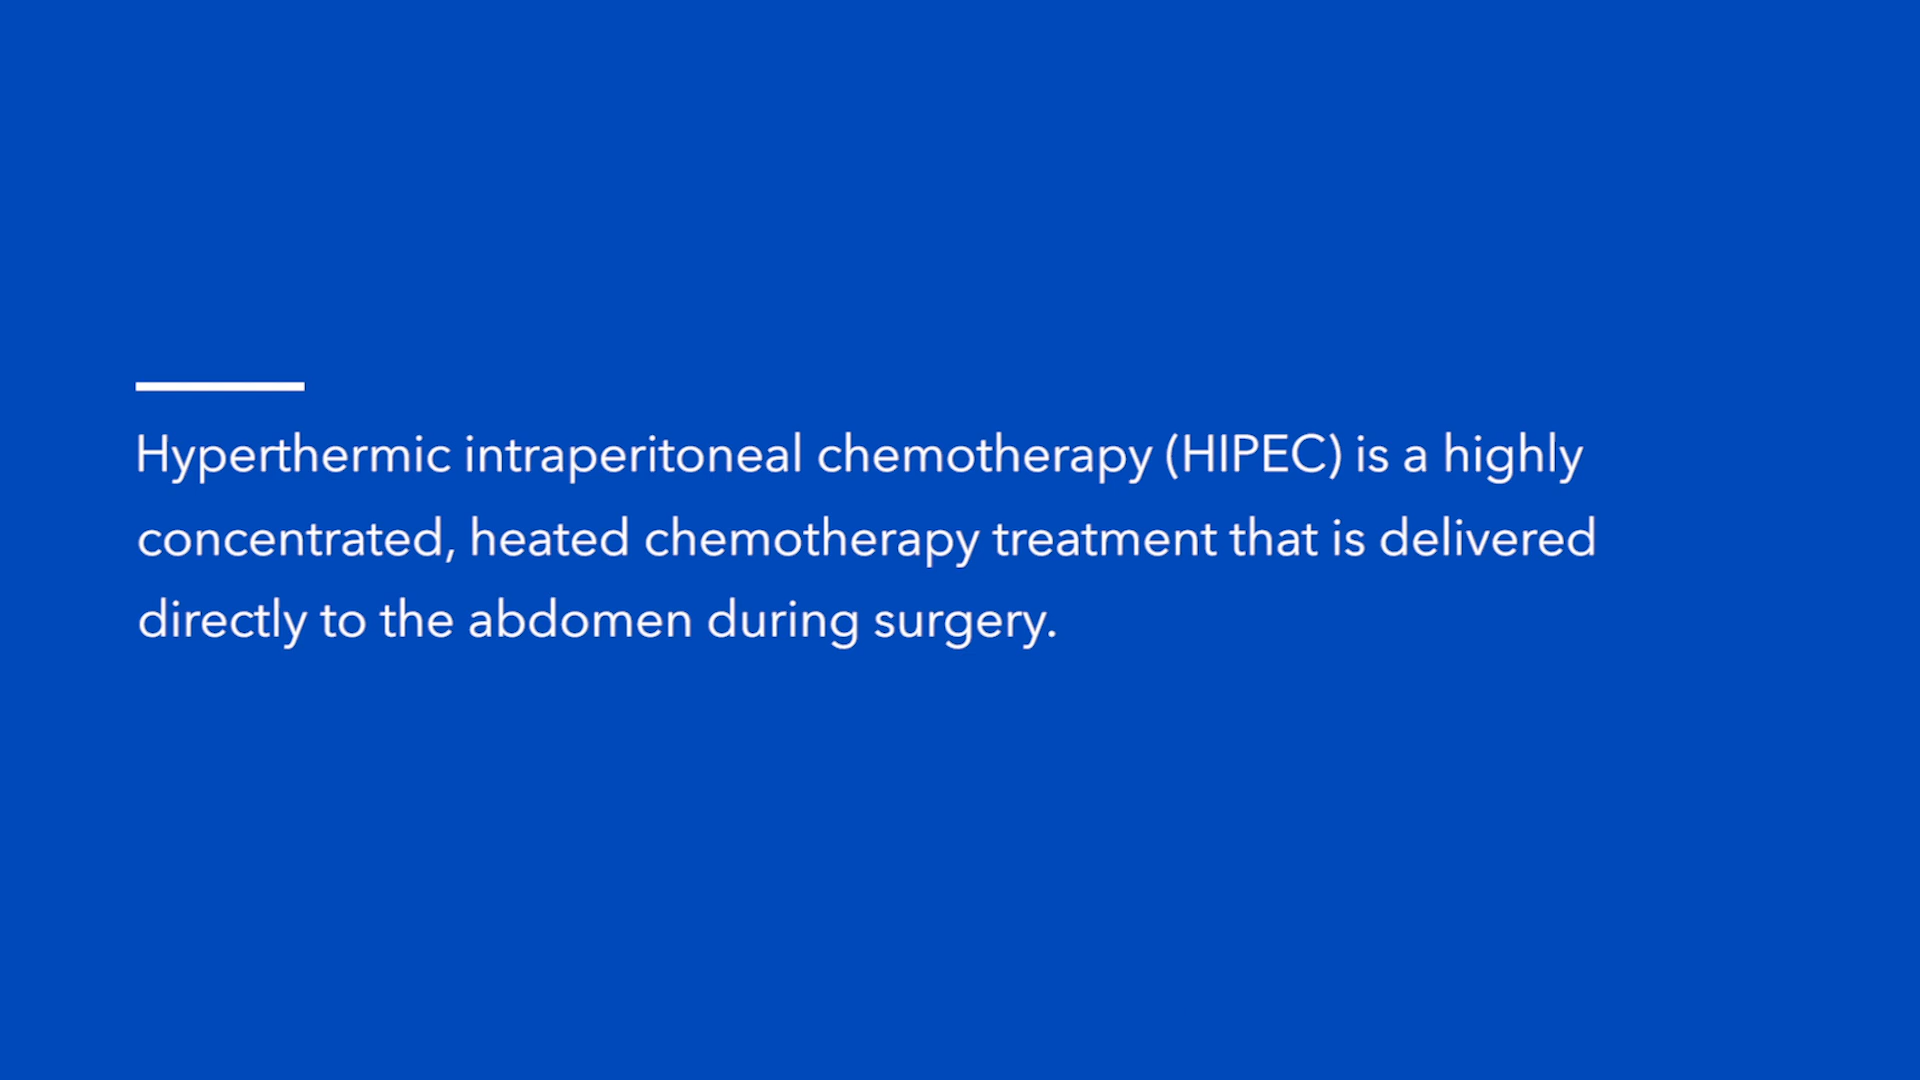 Hyperthermic intraperitoneal chemotherapy (HIPEC) is a highly
concentrated, heated chemotherapy treatment that is delivered
directly to the abdomen during surgery.